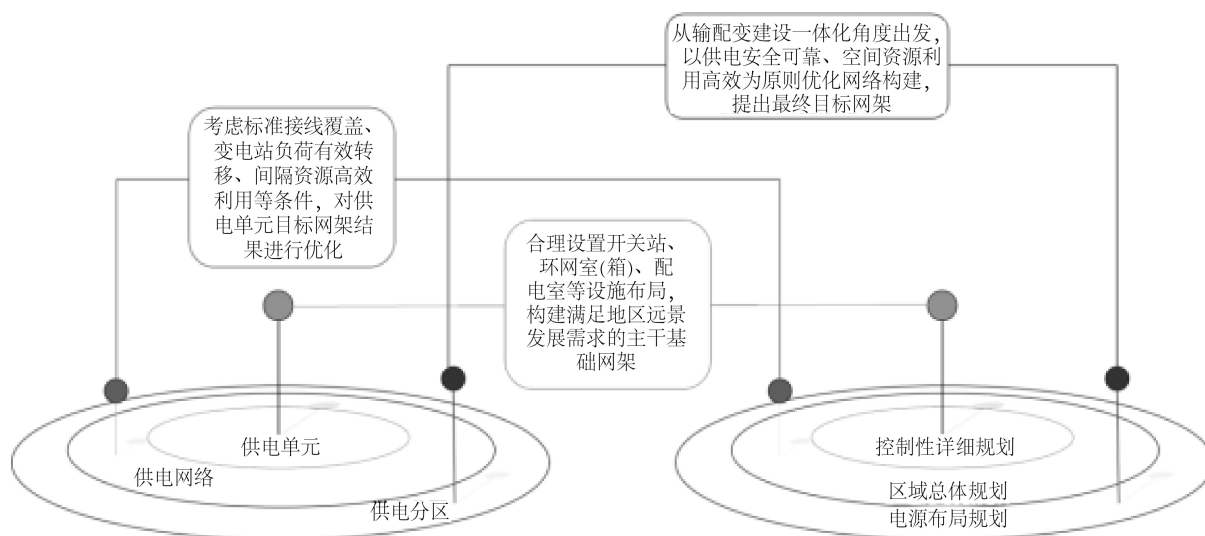 从输配变建设一体化角度出发,
以供电安全可靠、空间资源利
用高效为原则优化网络构建,
提出最终目标网架
考虑标准接线覆盖、
变电站负荷有效转
移、间隔资源高效
利用等条件, 对供
电单元目标网架结
果进行优化
合理设置开关站、
环网室(箱)、配
电室等设施布局,
构建满足地区远景
发展需求的主干基
础网架
供电单元
供电网络
供电分区
控制性详细规划
区域总体规划
电源布局规划